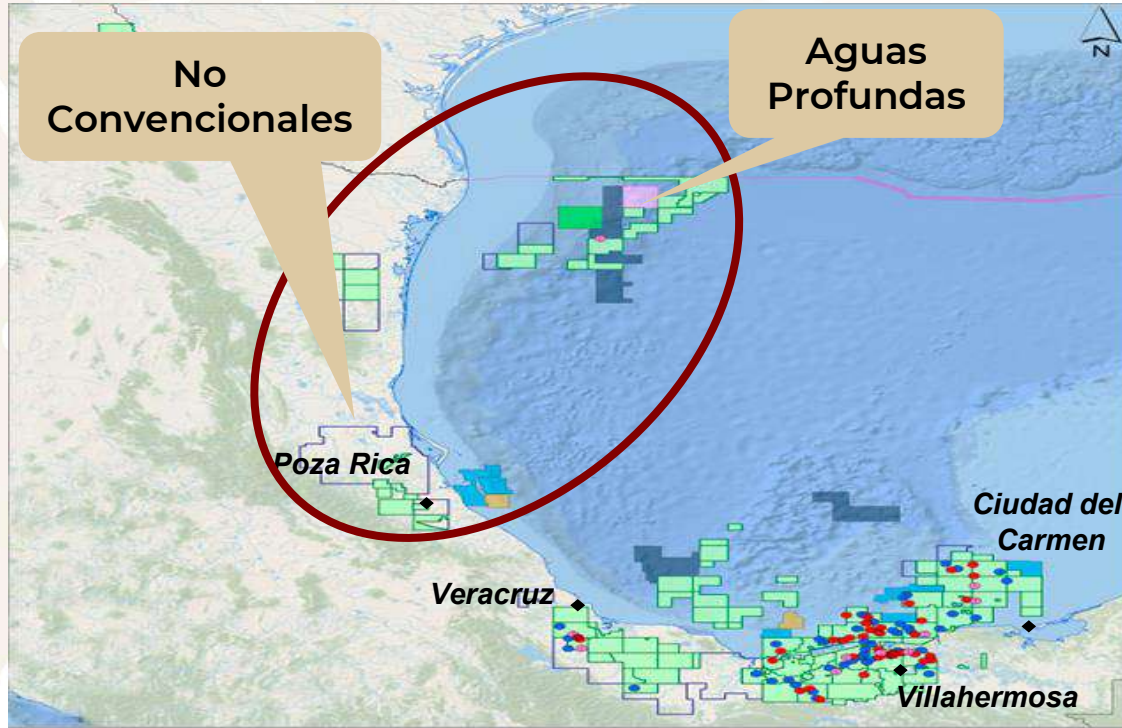 No
Convencionales
Aguas
Profundas
N
Poza Rica
Ciudad del
Carmen
Veracruz
Villahermosa